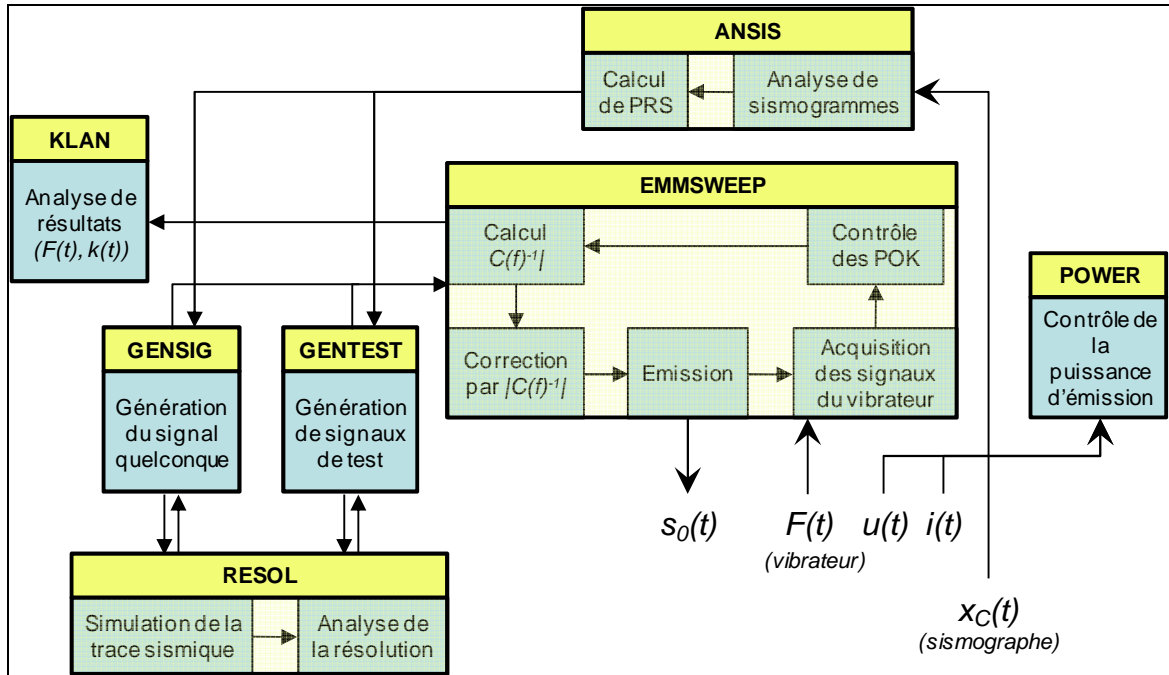 ANSIS
Calcul
de PRS
Analyse de
sismogrammes
KLAN
Analyse de
résultats
(F(t), k(t))
EMMSWEEP
Calcul
C(f)⁻¹|
Contrôle
des POK
Correction
par |C(f)⁻¹|
Emission
Acquisition
des signaux
du vibrateur
POWER
Contrôle de
la
puissance
d'émission
GENSIG
Génération
du signal
quelconque
GENTEST
Génération
de signaux
de test
s₀(t)
F(t)
(vibrateur)
u(t)
i(t)
x_C(t)
(sismographe)
RESOL
Simulation de la
trace sismique
Analyse de
la résolution